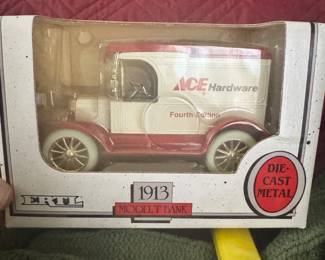 ACE Hardware
Fourth Edition
ERTL
1913
MODEL T BANK
DIE-
CAST
METAL